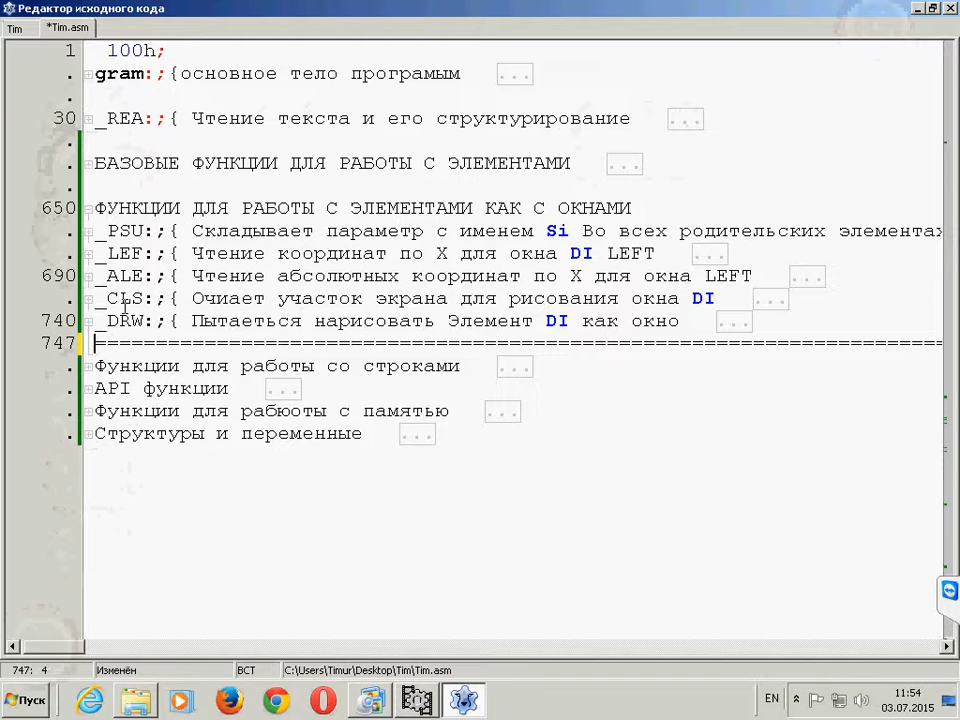 Редактор исходного кода
Tim *Tim.asm
1 100h;
. gram:;{основное тело програмым ...
.
30 _REA:;{ Чтение текста и его структурирование ...
.
. БАЗОВЫЕ ФУНКЦИИ ДЛЯ РАБОТЫ С ЭЛЕМЕНТАМИ ...
.
650 ФУНКЦИИ ДЛЯ РАБОТЫ С ЭЛЕМЕНТАМИ КАК С ОКНАМИ
. _PSU:;{ Складывает параметр с именем Si Во всех родительских элементах
. _LEF:;{ Чтение координат по X для окна DI LEFT ...
690 _ALE:;{ Чтение абсолютных координат по X для окна LEFT ...
. _CLS:;{ Очиает участок экрана для рисования окна DI ...
740 _DRW:;{ Пытаеться нарисовать Элемент DI как окно ...
747 ======================================================================
. Функции для работы со строками ...
. API функции ...
. Функции для рабюоты с памятью ...
. Структуры и переменные ...
747: 4 Изменён ВСТ C:\Users\Timur\Desktop\Tim\Tim.asm
Пуск EN 11:54
03.07.2015